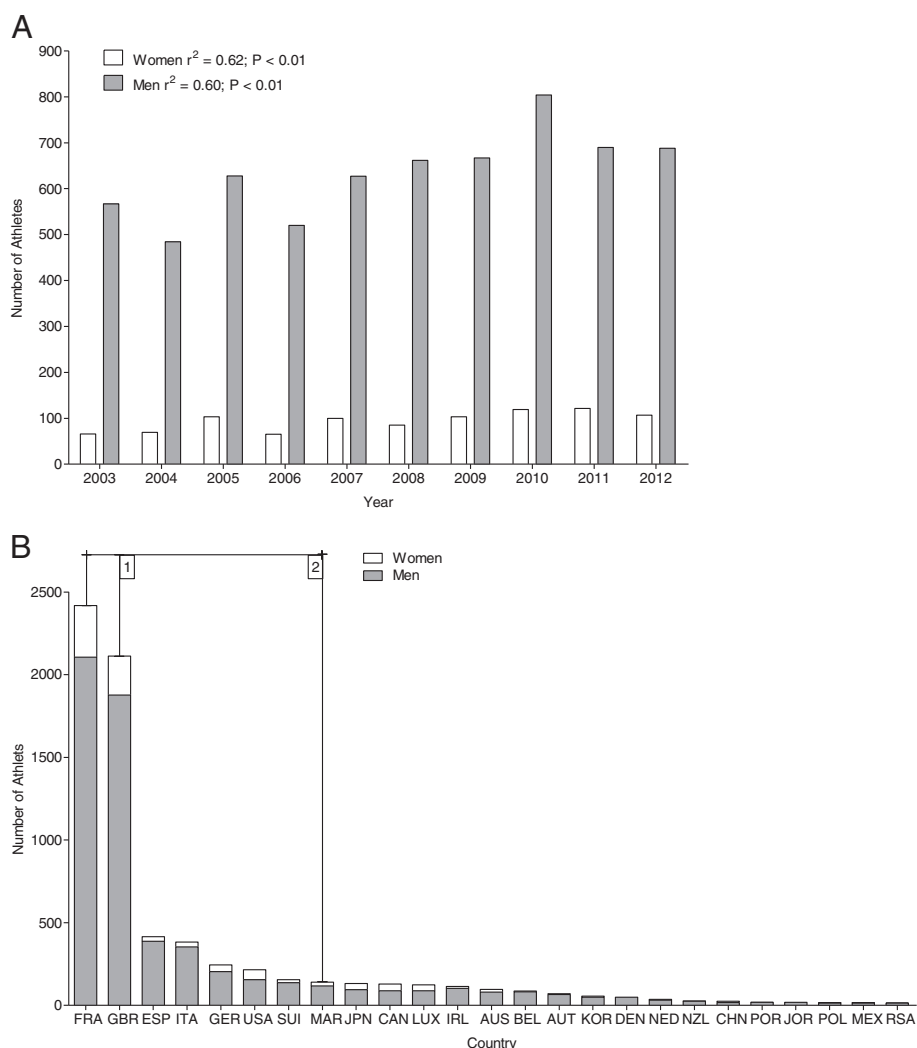 A
Women r² = 0.62; P < 0.01
Men r² = 0.60; P < 0.01
900
800
700
600
500
400
300
200
100
0
Number of Athletes
2003 2004 2005 2006 2007 2008 2009 2010 2011 2012
Year
B
1 2
Women
Men
2500
2000
1500
1000
500
0
Number of Athlets
FRA GBR ESP ITA GER USA SUI MAR JPN CAN LUX IRL AUS BEL AUT KOR DEN NED NZL CHN POR JOR POL MEX RSA
Country